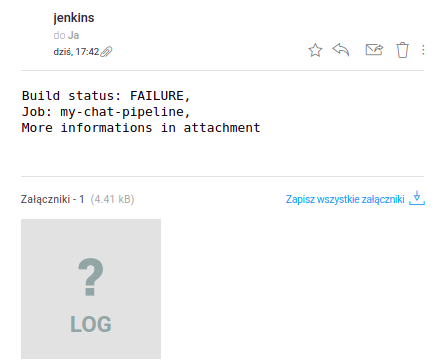 jenkins
do Ja
dziś, 17:42
Build status: FAILURE,
Job: my-chat-pipeline,
More informations in attachment
Załączniki - 1 (4.41 kB)
Zapisz wszystkie załączniki
?
LOG